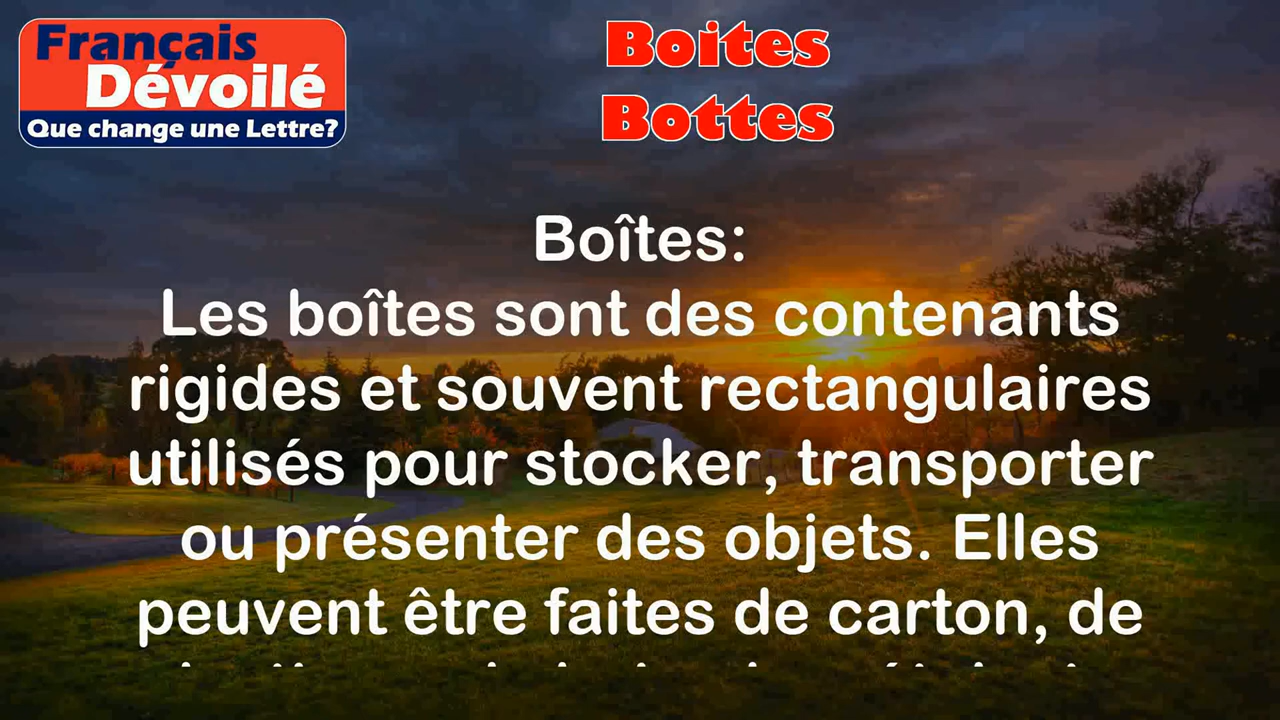 Français
Dévoilé
Que change une Lettre?
Boites
Bottes
Boîtes:
Les boîtes sont des contenants
rigides et souvent rectangulaires
utilisés pour stocker, transporter
ou présenter des objets. Elles
peuvent être faites de carton, de